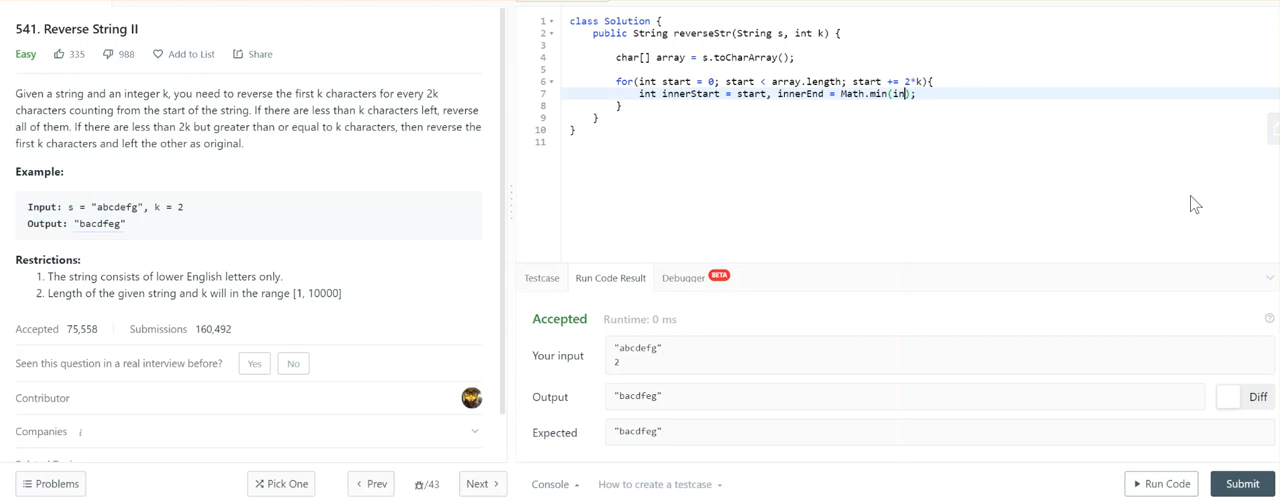 541. Reverse String II
Easy 335 988 Add to List Share
Given a string and an integer k, you need to reverse the first k characters for every 2k
characters counting from the start of the string. If there are less than k characters left, reverse
all of them. If there are less than 2k but greater than or equal to k characters, then reverse the
first k characters and left the other as original.
Example:
Input: s = "abcdefg", k = 2
Output: "bacdfeg"
Restrictions:
1. The string consists of lower English letters only.
2. Length of the given string and k will in the range [1, 10000]
Accepted 75,558 Submissions 160,492
Seen this question in a real interview before? Yes No
Contributor
Companies i
Problems Pick One Prev /43 Next
1 class Solution {
2 public String reverseStr(String s, int k) {
3
4 char[] array = s.toCharArray();
5
6 for(int start = 0; start < array.length; start += 2*k){
7 int innerStart = start, innerEnd = Math.min(in);
8 }
9 }
10 }
11
Testcase Run Code Result Debugger BETA
Accepted Runtime: 0 ms
Your input
"abcdefg"
2
Output "bacdfeg" Diff
Expected "bacdfeg"
Console How to create a testcase Run Code Submit